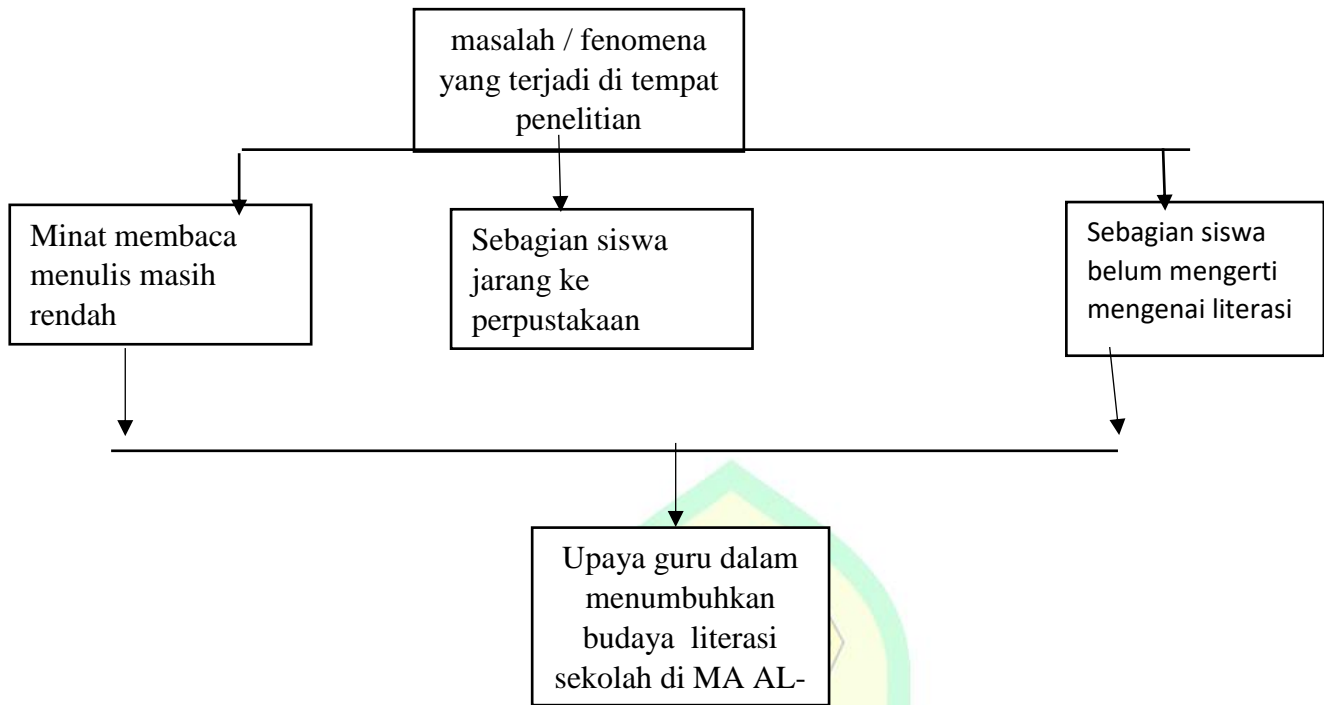 masalah / fenomena
yang terjadi di tempat
penelitian
Minat membaca
menulis masih
rendah
Sebagian siswa
jarang ke
perpustakaan
Sebagian siswa
belum mengerti
mengenai literasi
Upaya guru dalam
menumbuhkan
budaya literasi
sekolah di MA AL-